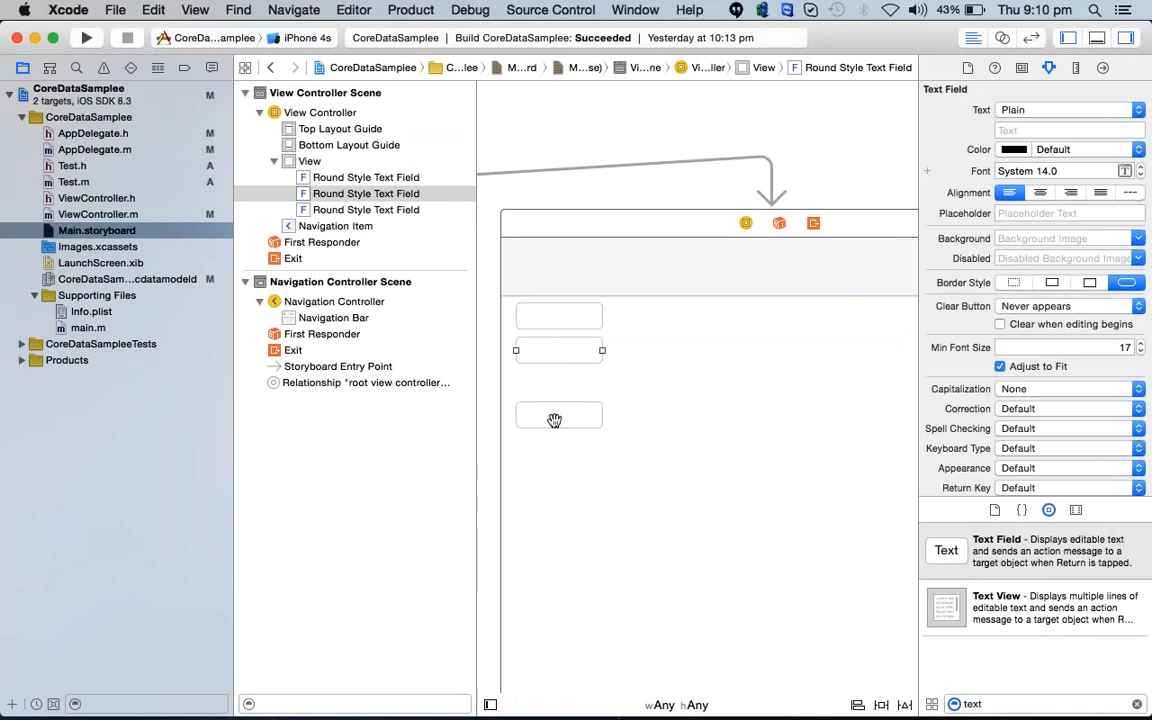 Xcode File Edit View Find Navigate Editor Product Debug Source Control Window Help 43% Thu 9:10 pm
CoreDa...amplee iPhone 4s CoreDataSamplee Build CoreDataSamplee: Succeeded Yesterday at 10:13 pm
CoreDataSamplee C...lee M...rd M...se) Vi...ne Vi...ller View Round Style Text Field
CoreDataSamplee M
2 targets, iOS SDK 8.3
CoreDataSamplee
AppDelegate.h M
AppDelegate.m M
Test.h A
Test.m A
ViewController.h M
ViewController.m M
Main.storyboard
Images.xcassets
LaunchScreen.xib
CoreDataSam...cdatamodeld M
Supporting Files
Info.plist
main.m
CoreDataSampleeTests
Products
View Controller Scene
View Controller
Top Layout Guide
Bottom Layout Guide
View
F Round Style Text Field
F Round Style Text Field
F Round Style Text Field
Navigation Item
First Responder
Exit
Navigation Controller Scene
Navigation Controller
Navigation Bar
First Responder
Exit
Storyboard Entry Point
Relationship "root view controller...
wAny hAny
Text Field
Text Plain
Text
Color Default
Font System 14.0 T
Alignment
Placeholder Placeholder Text
Background Background Image
Disabled Disabled Background Imag
Border Style
Clear Button Never appears
Clear when editing begins
Min Font Size 17
Adjust to Fit
Capitalization None
Correction Default
Spell Checking Default
Keyboard Type Default
Appearance Default
Return Key Default
Text Text Field - Displays editable text
and sends an action message to a
target object when Return is tapped.
Text View - Displays multiple lines of
editable text and sends an action
message to a target object when R...
text